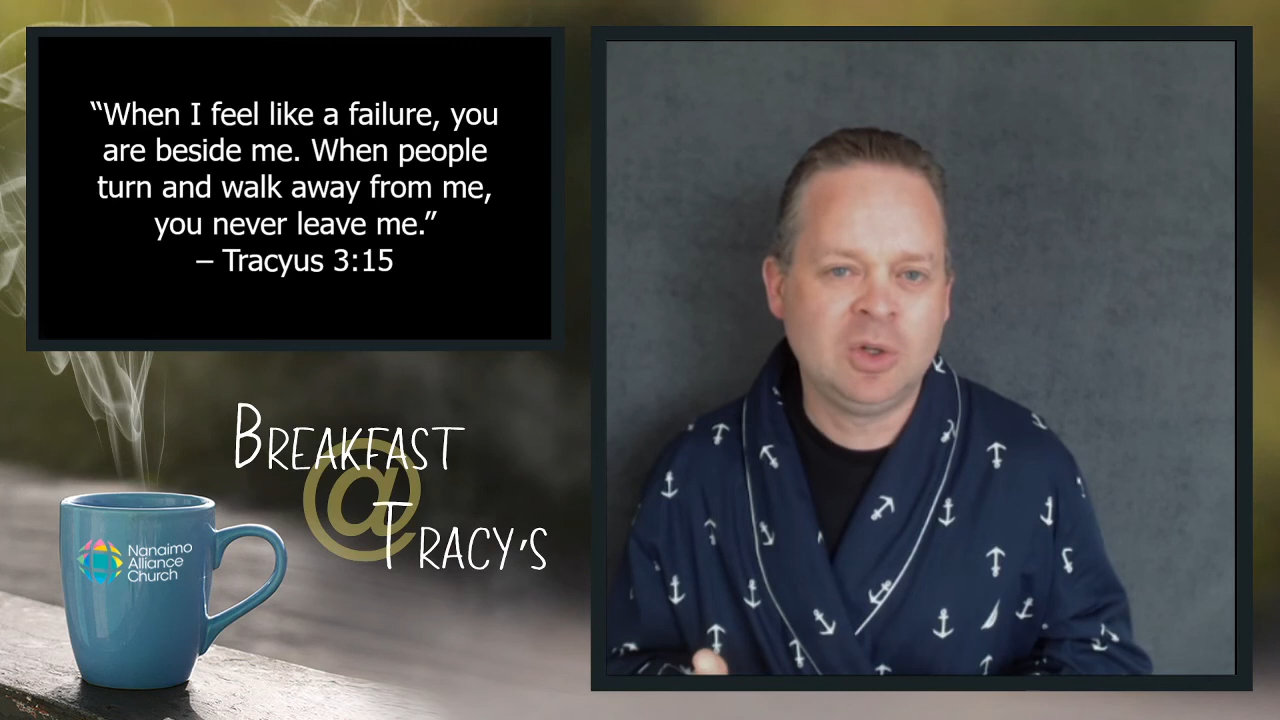 “When I feel like a failure, you
are beside me. When people
turn and walk away from me,
you never leave me.”
– Tracyus 3:15
BREAKFAST
@
TRACY'S
Nanaimo
Alliance
Church